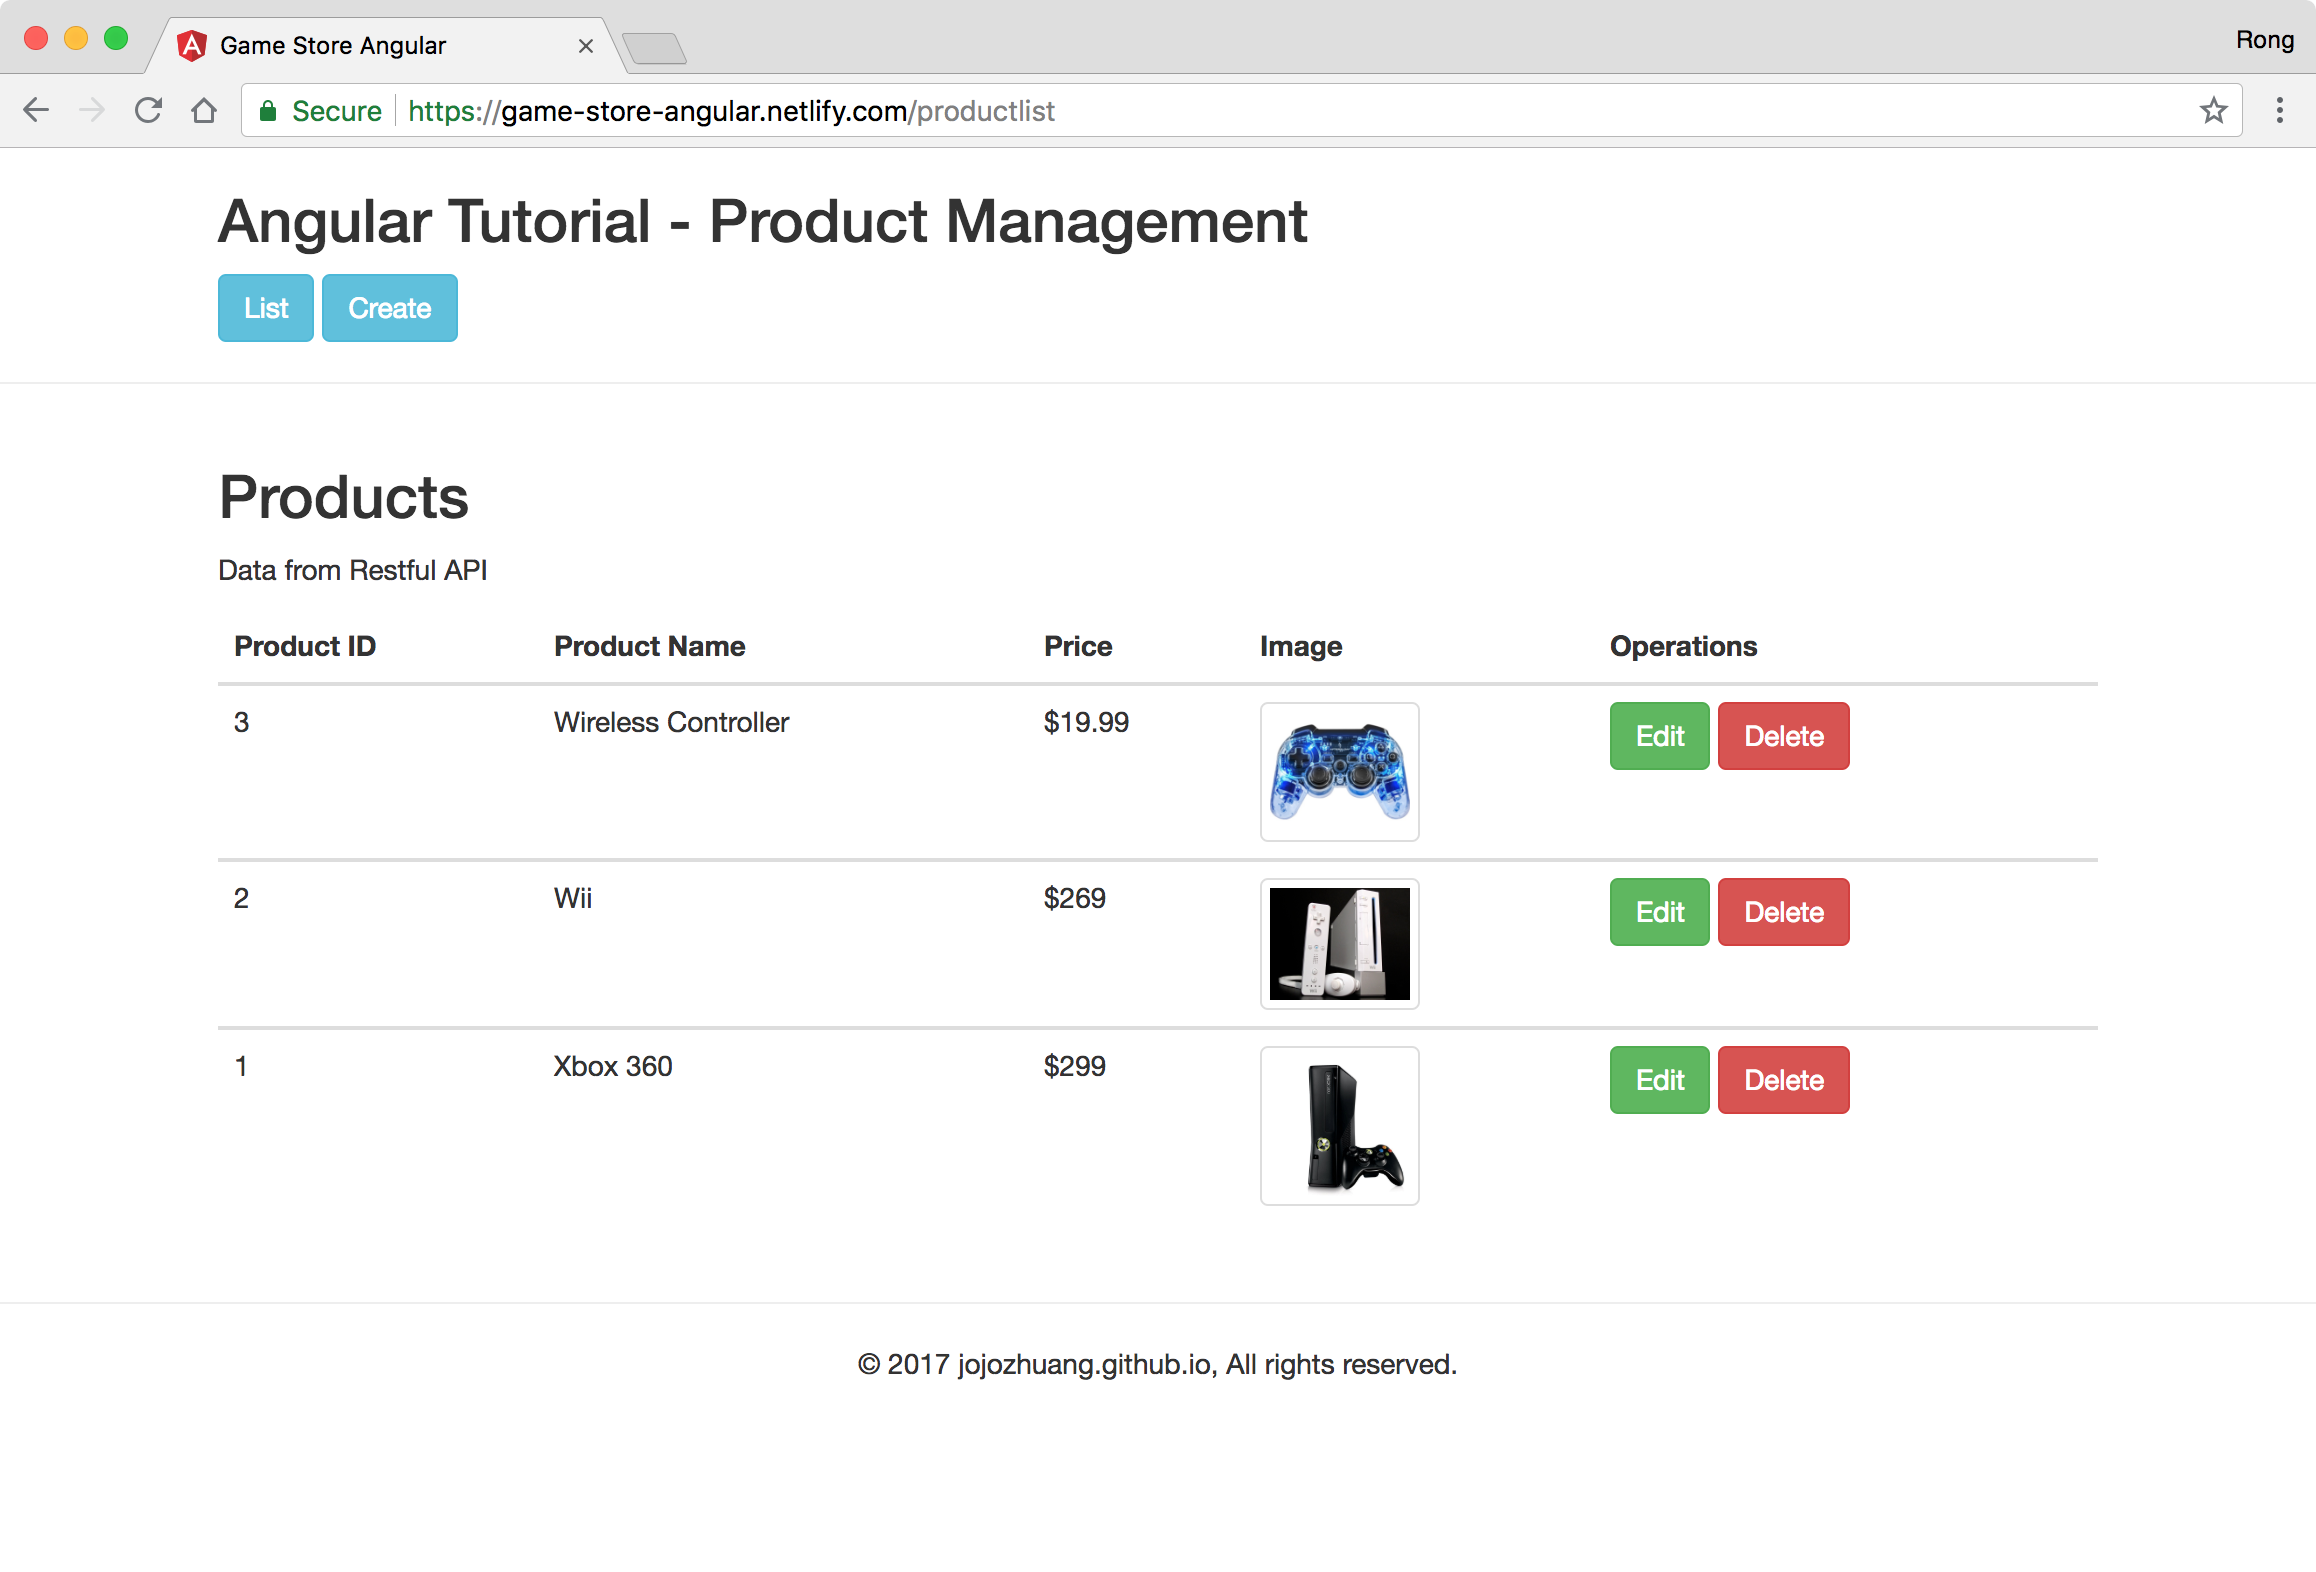 Game Store Angular
Rong
Secure https://game-store-angular.netlify.com/productlist
Angular Tutorial - Product Management
List Create
Products
Data from Restful API
Product ID Product Name Price Image Operations
3 Wireless Controller $19.99 Edit Delete
2 Wii $269 Edit Delete
1 Xbox 360 $299 Edit Delete
© 2017 jojozhuang.github.io, All rights reserved.